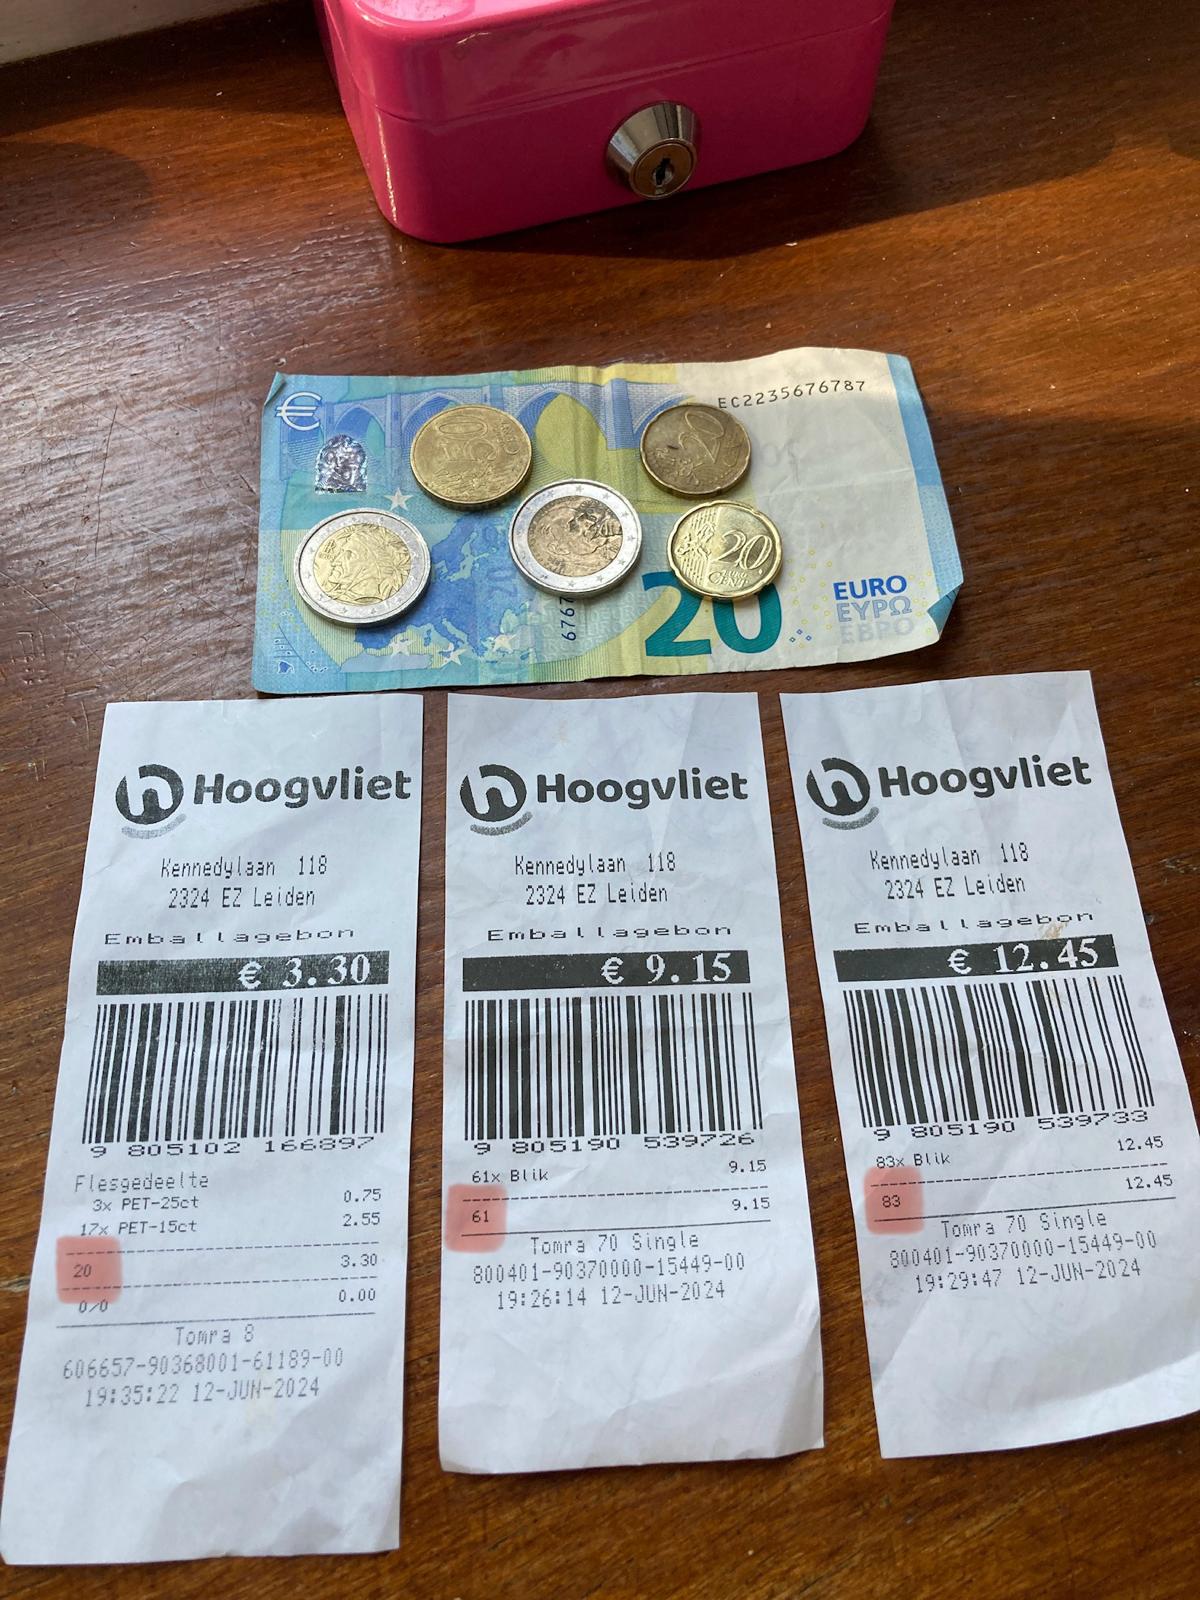 EC2235676787
50
20
20
EURO
CENT
6767
20
EURO
ΕΥΡΩ
ЕВРО
Hoogvliet
Kennedylaan 118
2324 EZ Leiden
Emballagebon
€ 3.30
9 805102 166897
Flesgedeelte
3x PET-25ct 0.75
17x PET-15ct 2.55
20 3.30
0/0 0.00
Tomra 8
606657-90368001-61189-00
19:35:22 12-JUN-2024
Hoogvliet
Kennedylaan 118
2324 EZ Leiden
Emballagebon
€ 9.15
9 805190 539726
61x Blik 9.15
61 9.15
Tomra 70 Single
800401-90370000-15449-00
19:26:14 12-JUN-2024
Hoogvliet
Kennedylaan 118
2324 EZ Leiden
Emballagebon
€ 12.45
9 805190 539733
83x Blik 12.45
83 12.45
Tomra 70 Single
800401-90370000-15449-00
19:29:47 12-JUN-2024